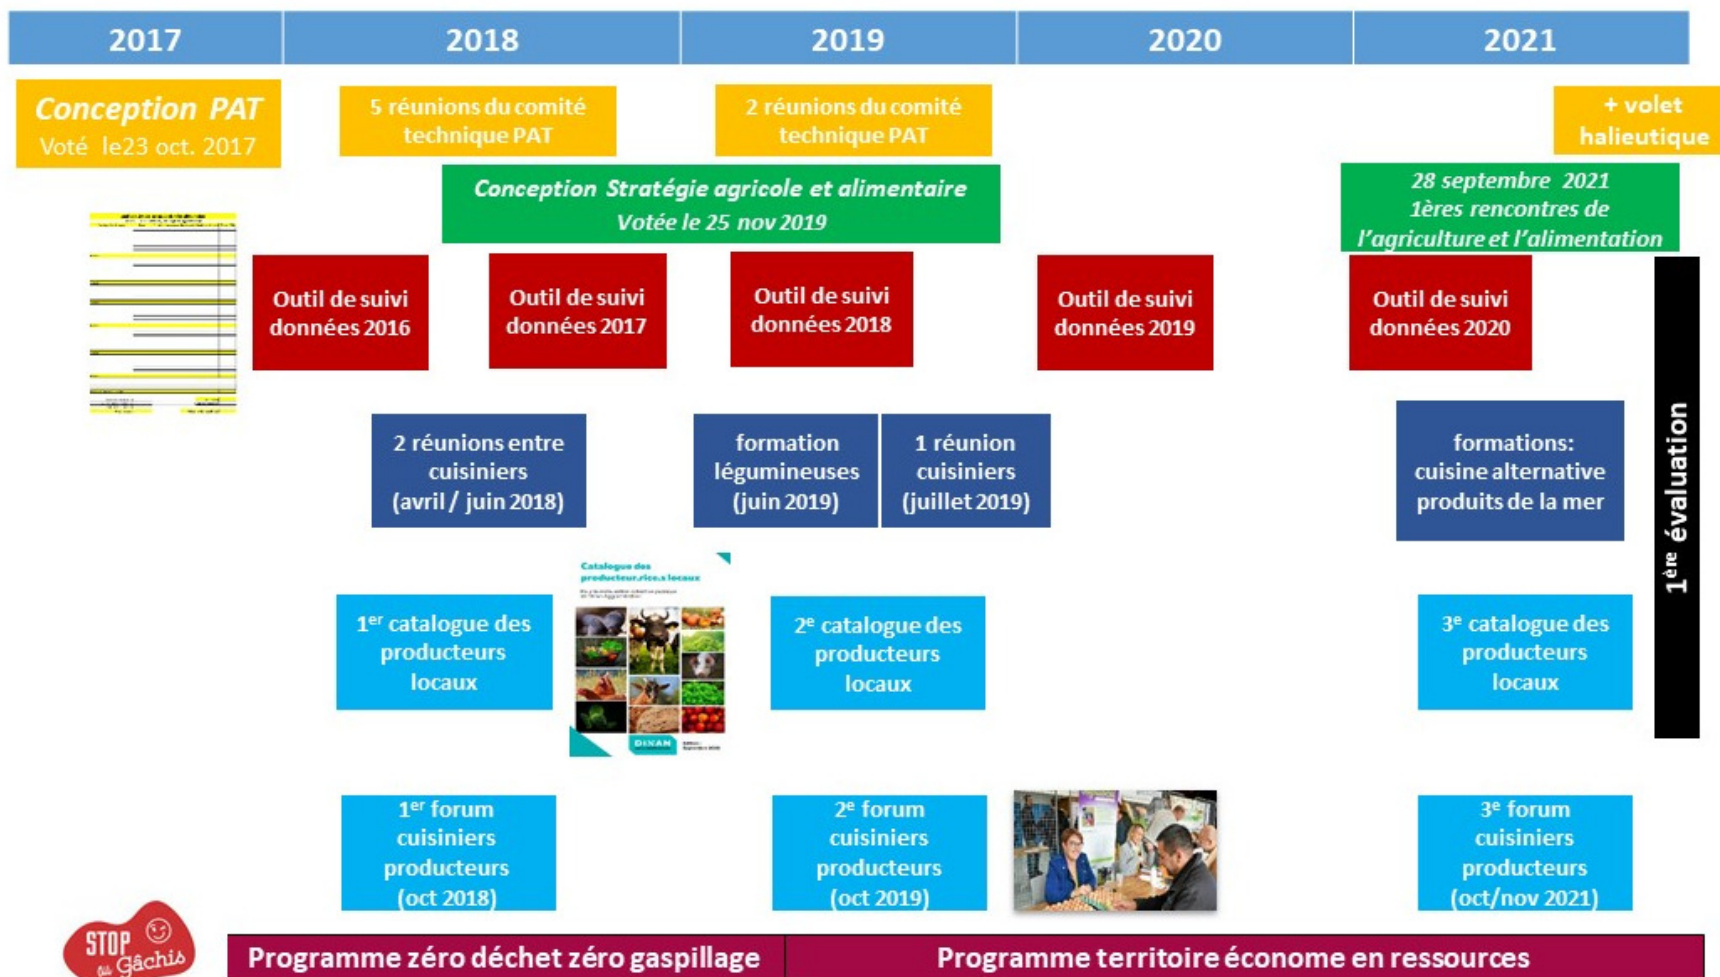 2017
2018
2019
2020
2021
Conception PAT
Voté le23 oct. 2017
5 réunions du comité
technique PAT
2 réunions du comité
technique PAT
+ volet
halieutique
Conception Stratégie agricole et alimentaire
Votée le 25 nov 2019
28 septembre 2021
1ères rencontres de
l'agriculture et l'alimentation
Outil de suivi
données 2016
Outil de suivi
données 2017
Outil de suivi
données 2018
Outil de suivi
données 2019
Outil de suivi
données 2020
1ère évaluation
2 réunions entre
cuisiniers
(avril / juin 2018)
formation
légumineuses
(juin 2019)
1 réunion
cuisiniers
(juillet 2019)
formations:
cuisine alternative
produits de la mer
1er catalogue des
producteurs
locaux
Catalogue des
producteur.rice.s locaux
DINAN
2e catalogue des
producteurs
locaux
3e catalogue des
producteurs
locaux
1er forum
cuisiniers
producteurs
(oct 2018)
2e forum
cuisiniers
producteurs
(oct 2019)
3e forum
cuisiniers
producteurs
(oct/nov 2021)
STOP
au Gâchis
Programme zéro déchet zéro gaspillage
Programme territoire économe en ressources